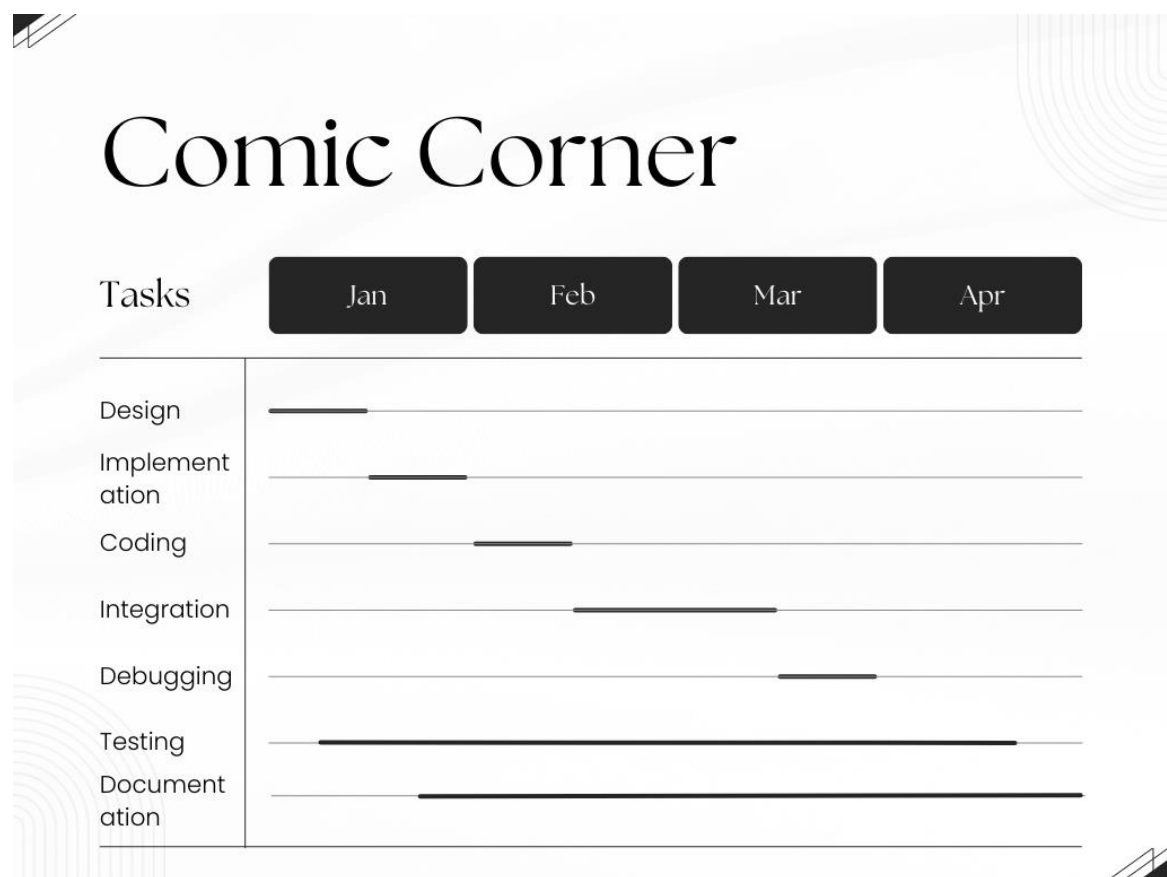 Comic Corner
Tasks Jan Feb Mar Apr
Design
Implement
ation
Coding
Integration
Debugging
Testing
Document
ation